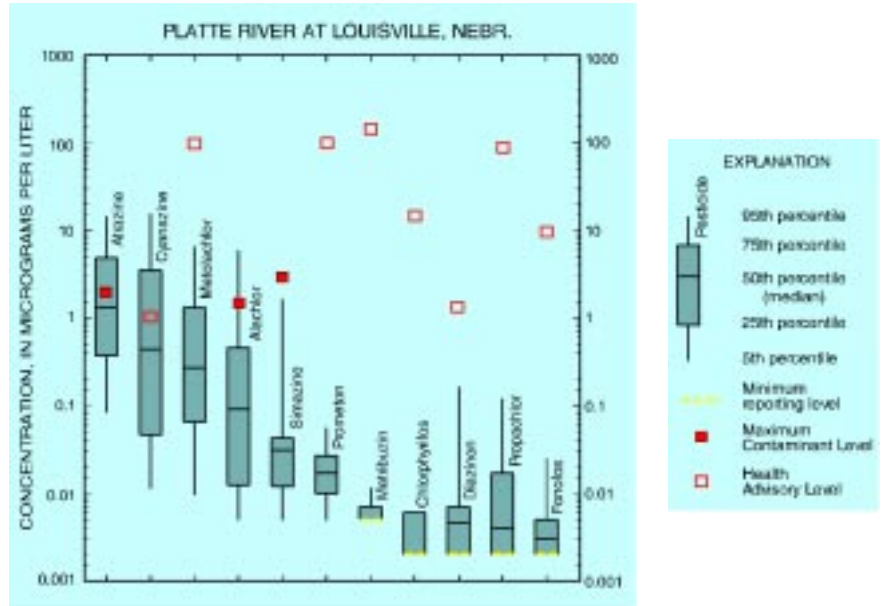 PLATTE RIVER AT LOUISVILLE, NEBR.
CONCENTRATION, IN MICROGRAMS PER LITER
1000
100
10
1
0.1
0.01
0.001
1000
100
10
1
0.1
0.01
0.001
Atrazine
Cyanazine
Metolachlor
Alachlor
Simazine
Prometon
Metribuzin
Chlorphyrifos
Diazinon
Propachlor
Fonofos
EXPLANATION
Pesticide
95th percentile
75th percentile
50th percentile
(median)
25th percentile
5th percentile
Minimum
reporting level
Maximum
Contaminant Level
Health
Advisory Level